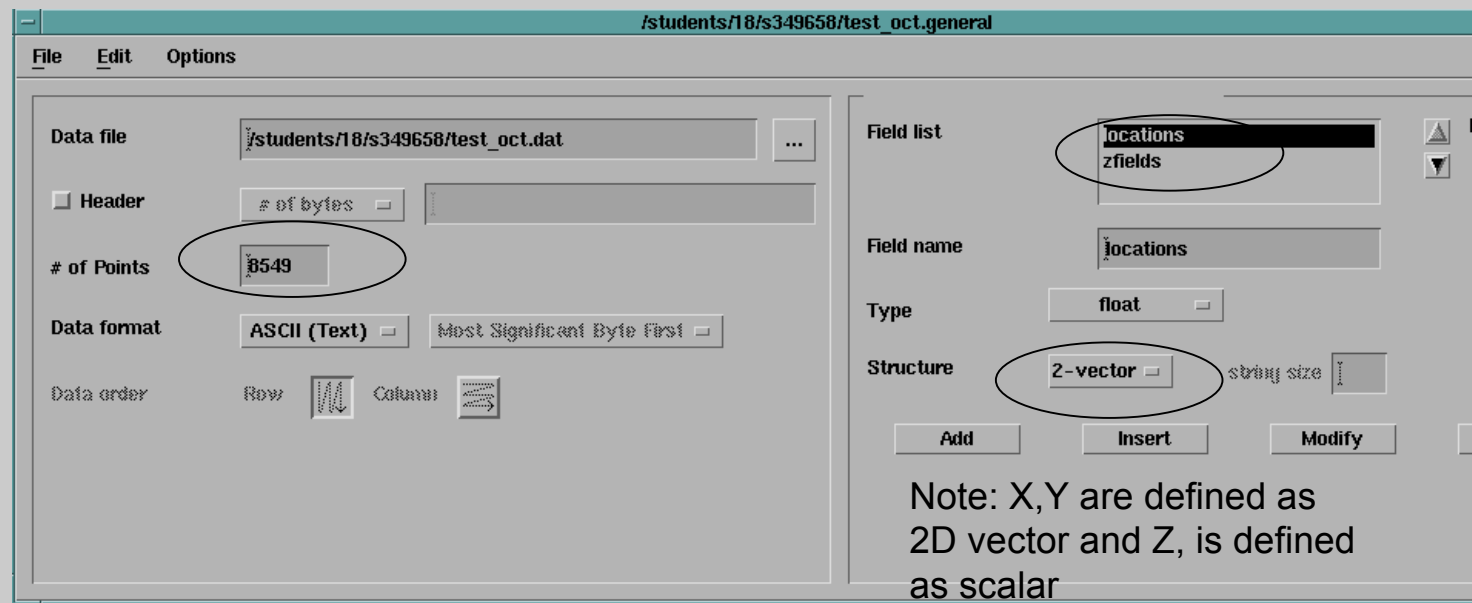 /students/18/s349658/test_oct.general
File Edit Options
Data file
/students/18/s349658/test_oct.dat
...
Header
# of bytes
# of Points
8549
Data format
ASCII (Text)
Most Significant Byte First
Data order
Row
Column
Field list
locations
zfields
Field name
locations
Type
float
Structure
2-vector
string size
Add
Insert
Modify
Note: X,Y are defined as
2D vector and Z, is defined
as scalar